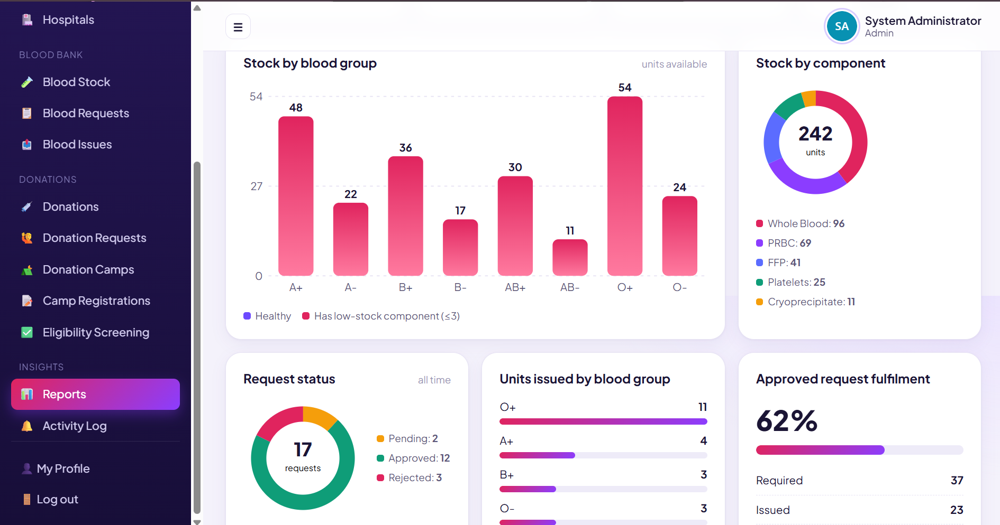 Hospitals
BLOOD BANK
Blood Stock
Blood Requests
Blood Issues
DONATIONS
Donations
Donation Requests
Donation Camps
Camp Registrations
Eligibility Screening
INSIGHTS
Reports
Activity Log
My Profile
Log out
☰
SA
System Administrator
Admin
Stock by blood group
units available
54
27
0
48
22
36
17
30
11
54
24
A+
A-
B+
B-
AB+
AB-
O+
O-
Healthy
Has low-stock component (≤3)
Stock by component
242
units
Whole Blood: 96
PRBC: 69
FFP: 41
Platelets: 25
Cryoprecipitate: 11
Request status
all time
17
requests
Pending: 2
Approved: 12
Rejected: 3
Units issued by blood group
O+ 11
A+ 4
B+ 3
O- 3
Approved request fulfilment
62%
Required 37
Issued 23